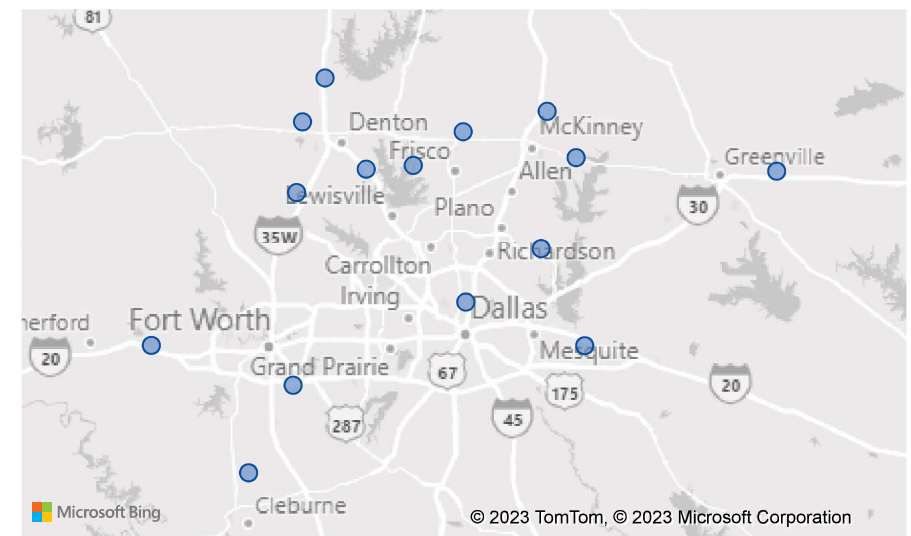 81
Denton
McKinney
Frisco
Allen
Greenville
Lewisville
Plano
30
35W
Richardson
Carrollton
Irving
Dallas
Fort Worth
herford
Mesquite
20
Grand Prairie
67
20
175
45
287
Cleburne
Microsoft Bing
© 2023 TomTom, © 2023 Microsoft Corporation